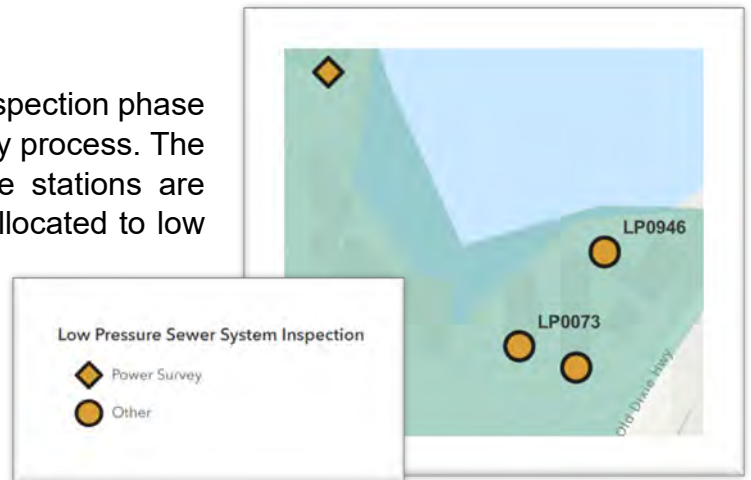 spection phase
y process. The
e stations are
llocated to low
LP0946
LP0073
Old Dixie Hwy
Low Pressure Sewer System Inspection
Power Survey
Other